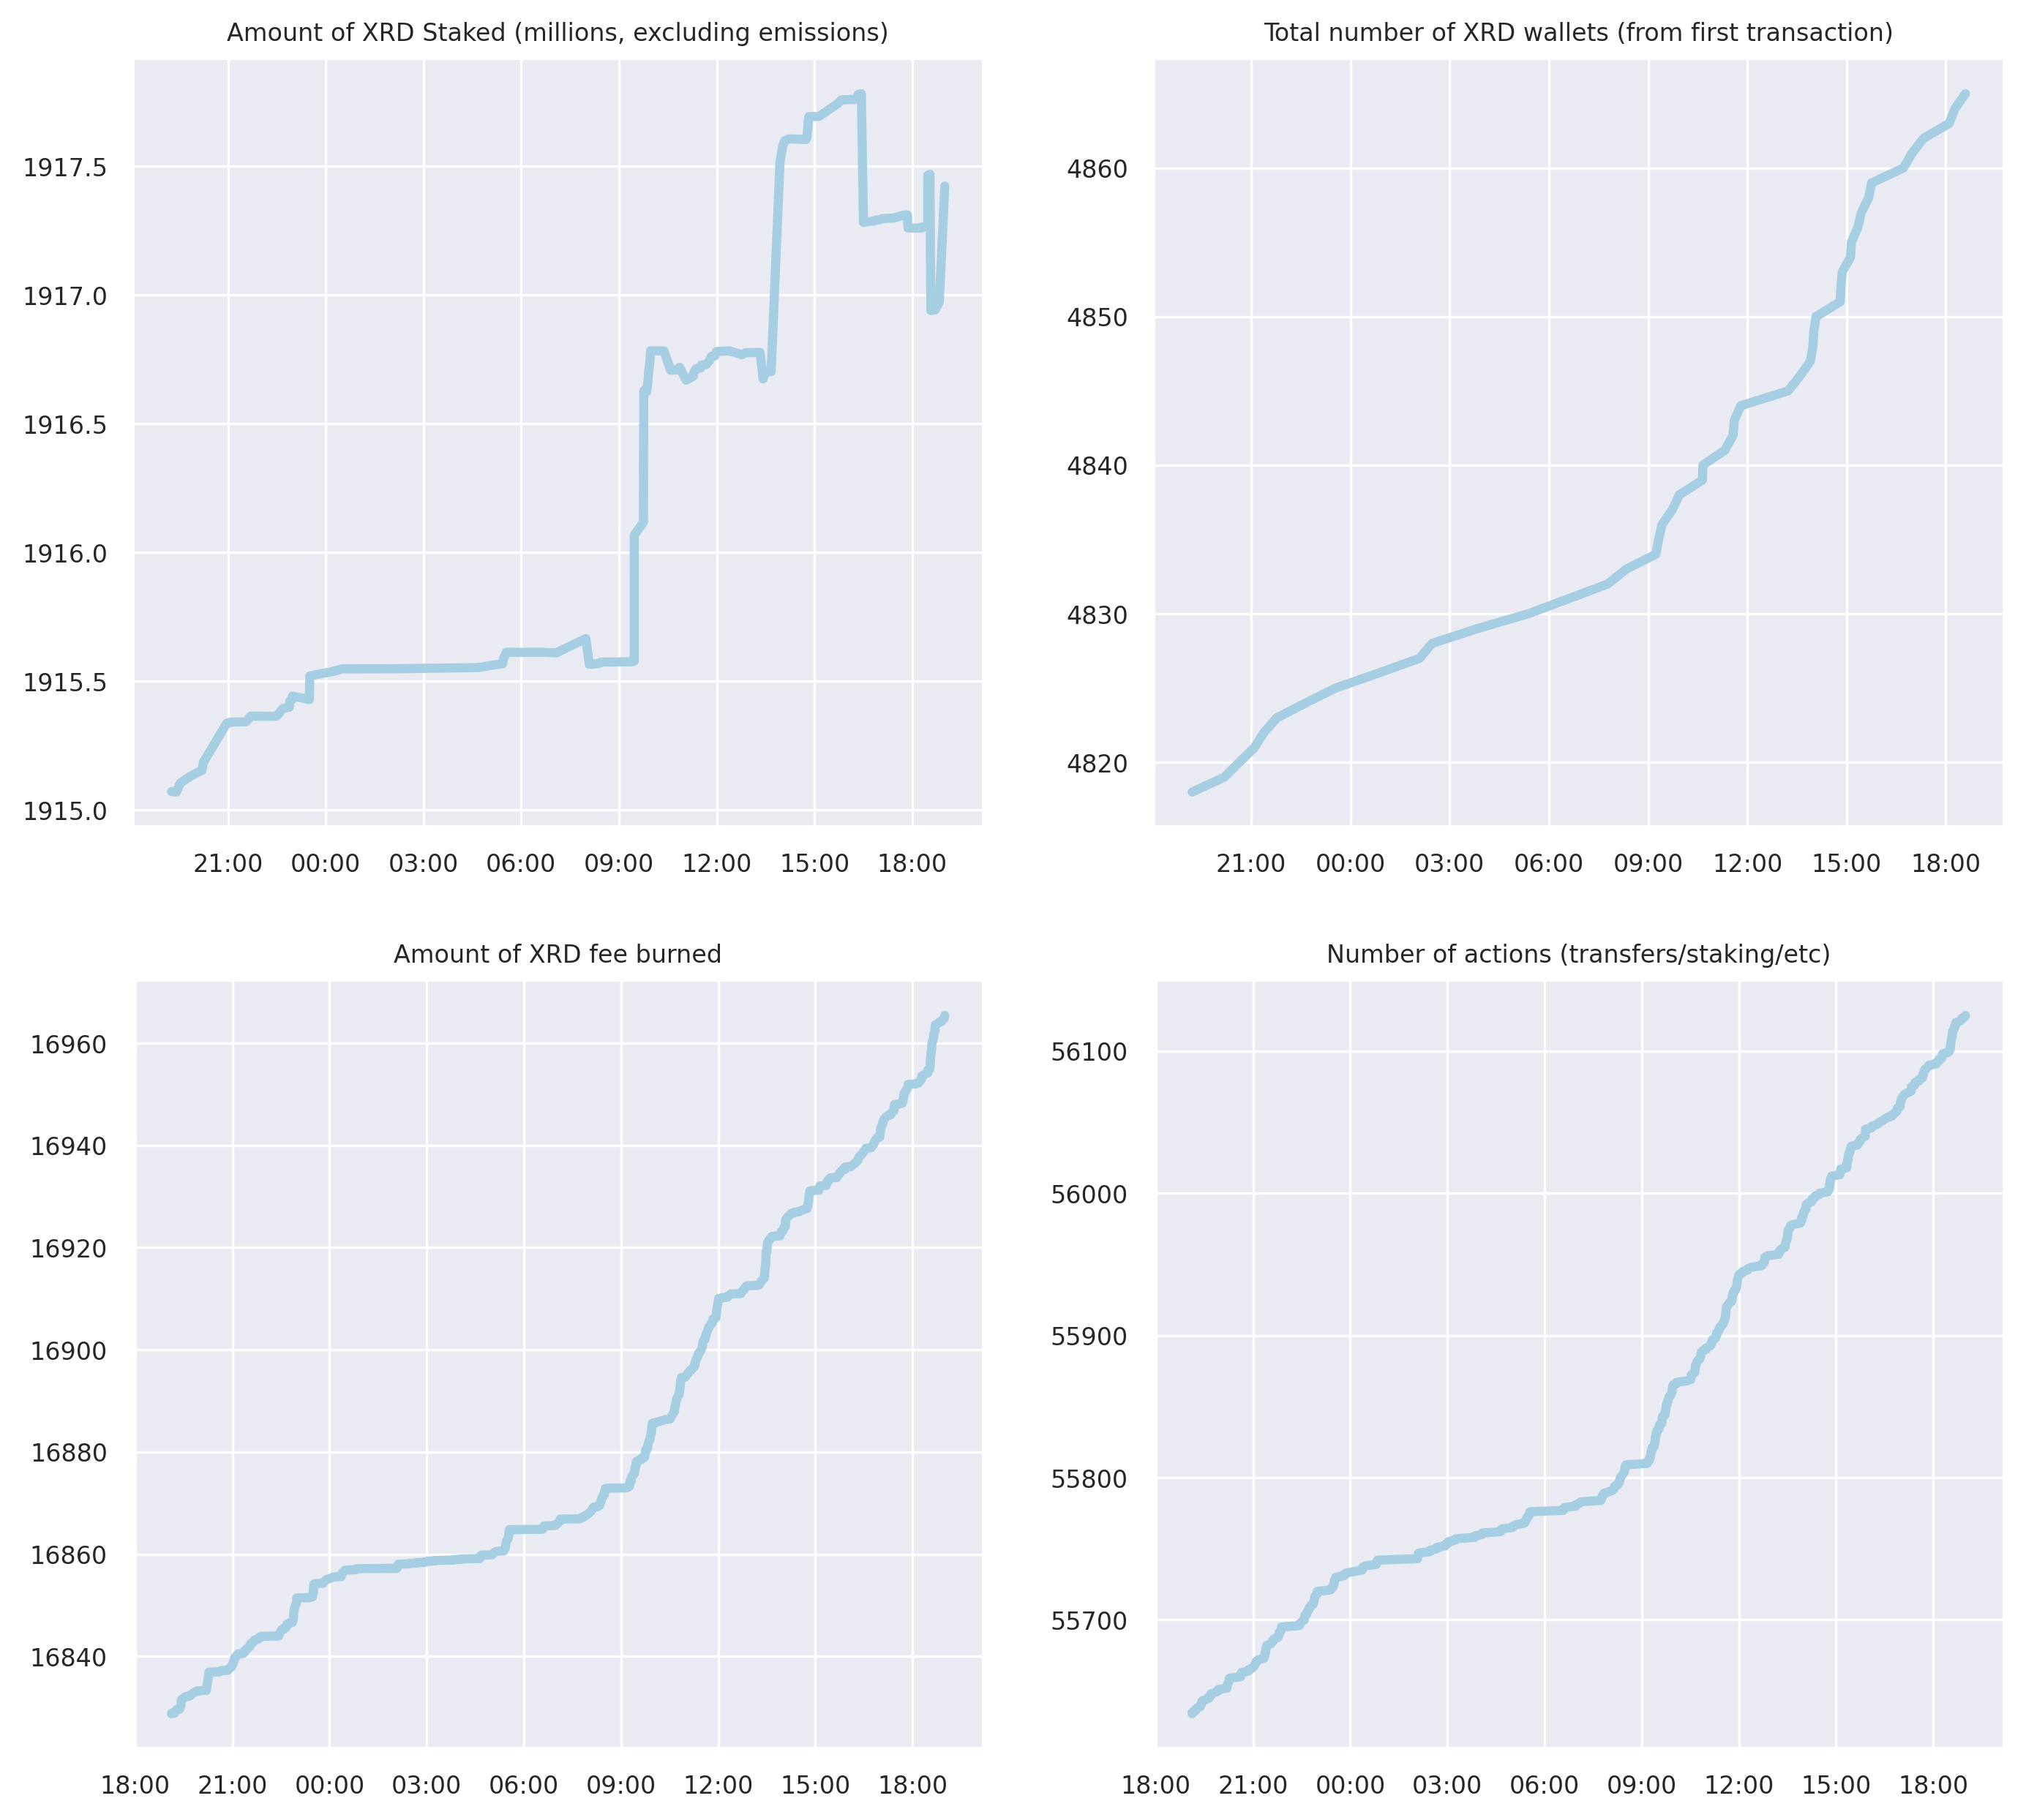 Amount of XRD Staked (millions, excluding emissions)
1917.5
1917.0
1916.5
1916.0
1915.5
1915.0
21:00 00:00 03:00 06:00 09:00 12:00 15:00 18:00
Total number of XRD wallets (from first transaction)
4860
4850
4840
4830
4820
21:00 00:00 03:00 06:00 09:00 12:00 15:00 18:00
Amount of XRD fee burned
16960
16940
16920
16900
16880
16860
16840
18:00 21:00 00:00 03:00 06:00 09:00 12:00 15:00 18:00
Number of actions (transfers/staking/etc)
56100
56000
55900
55800
55700
18:00 21:00 00:00 03:00 06:00 09:00 12:00 15:00 18:00